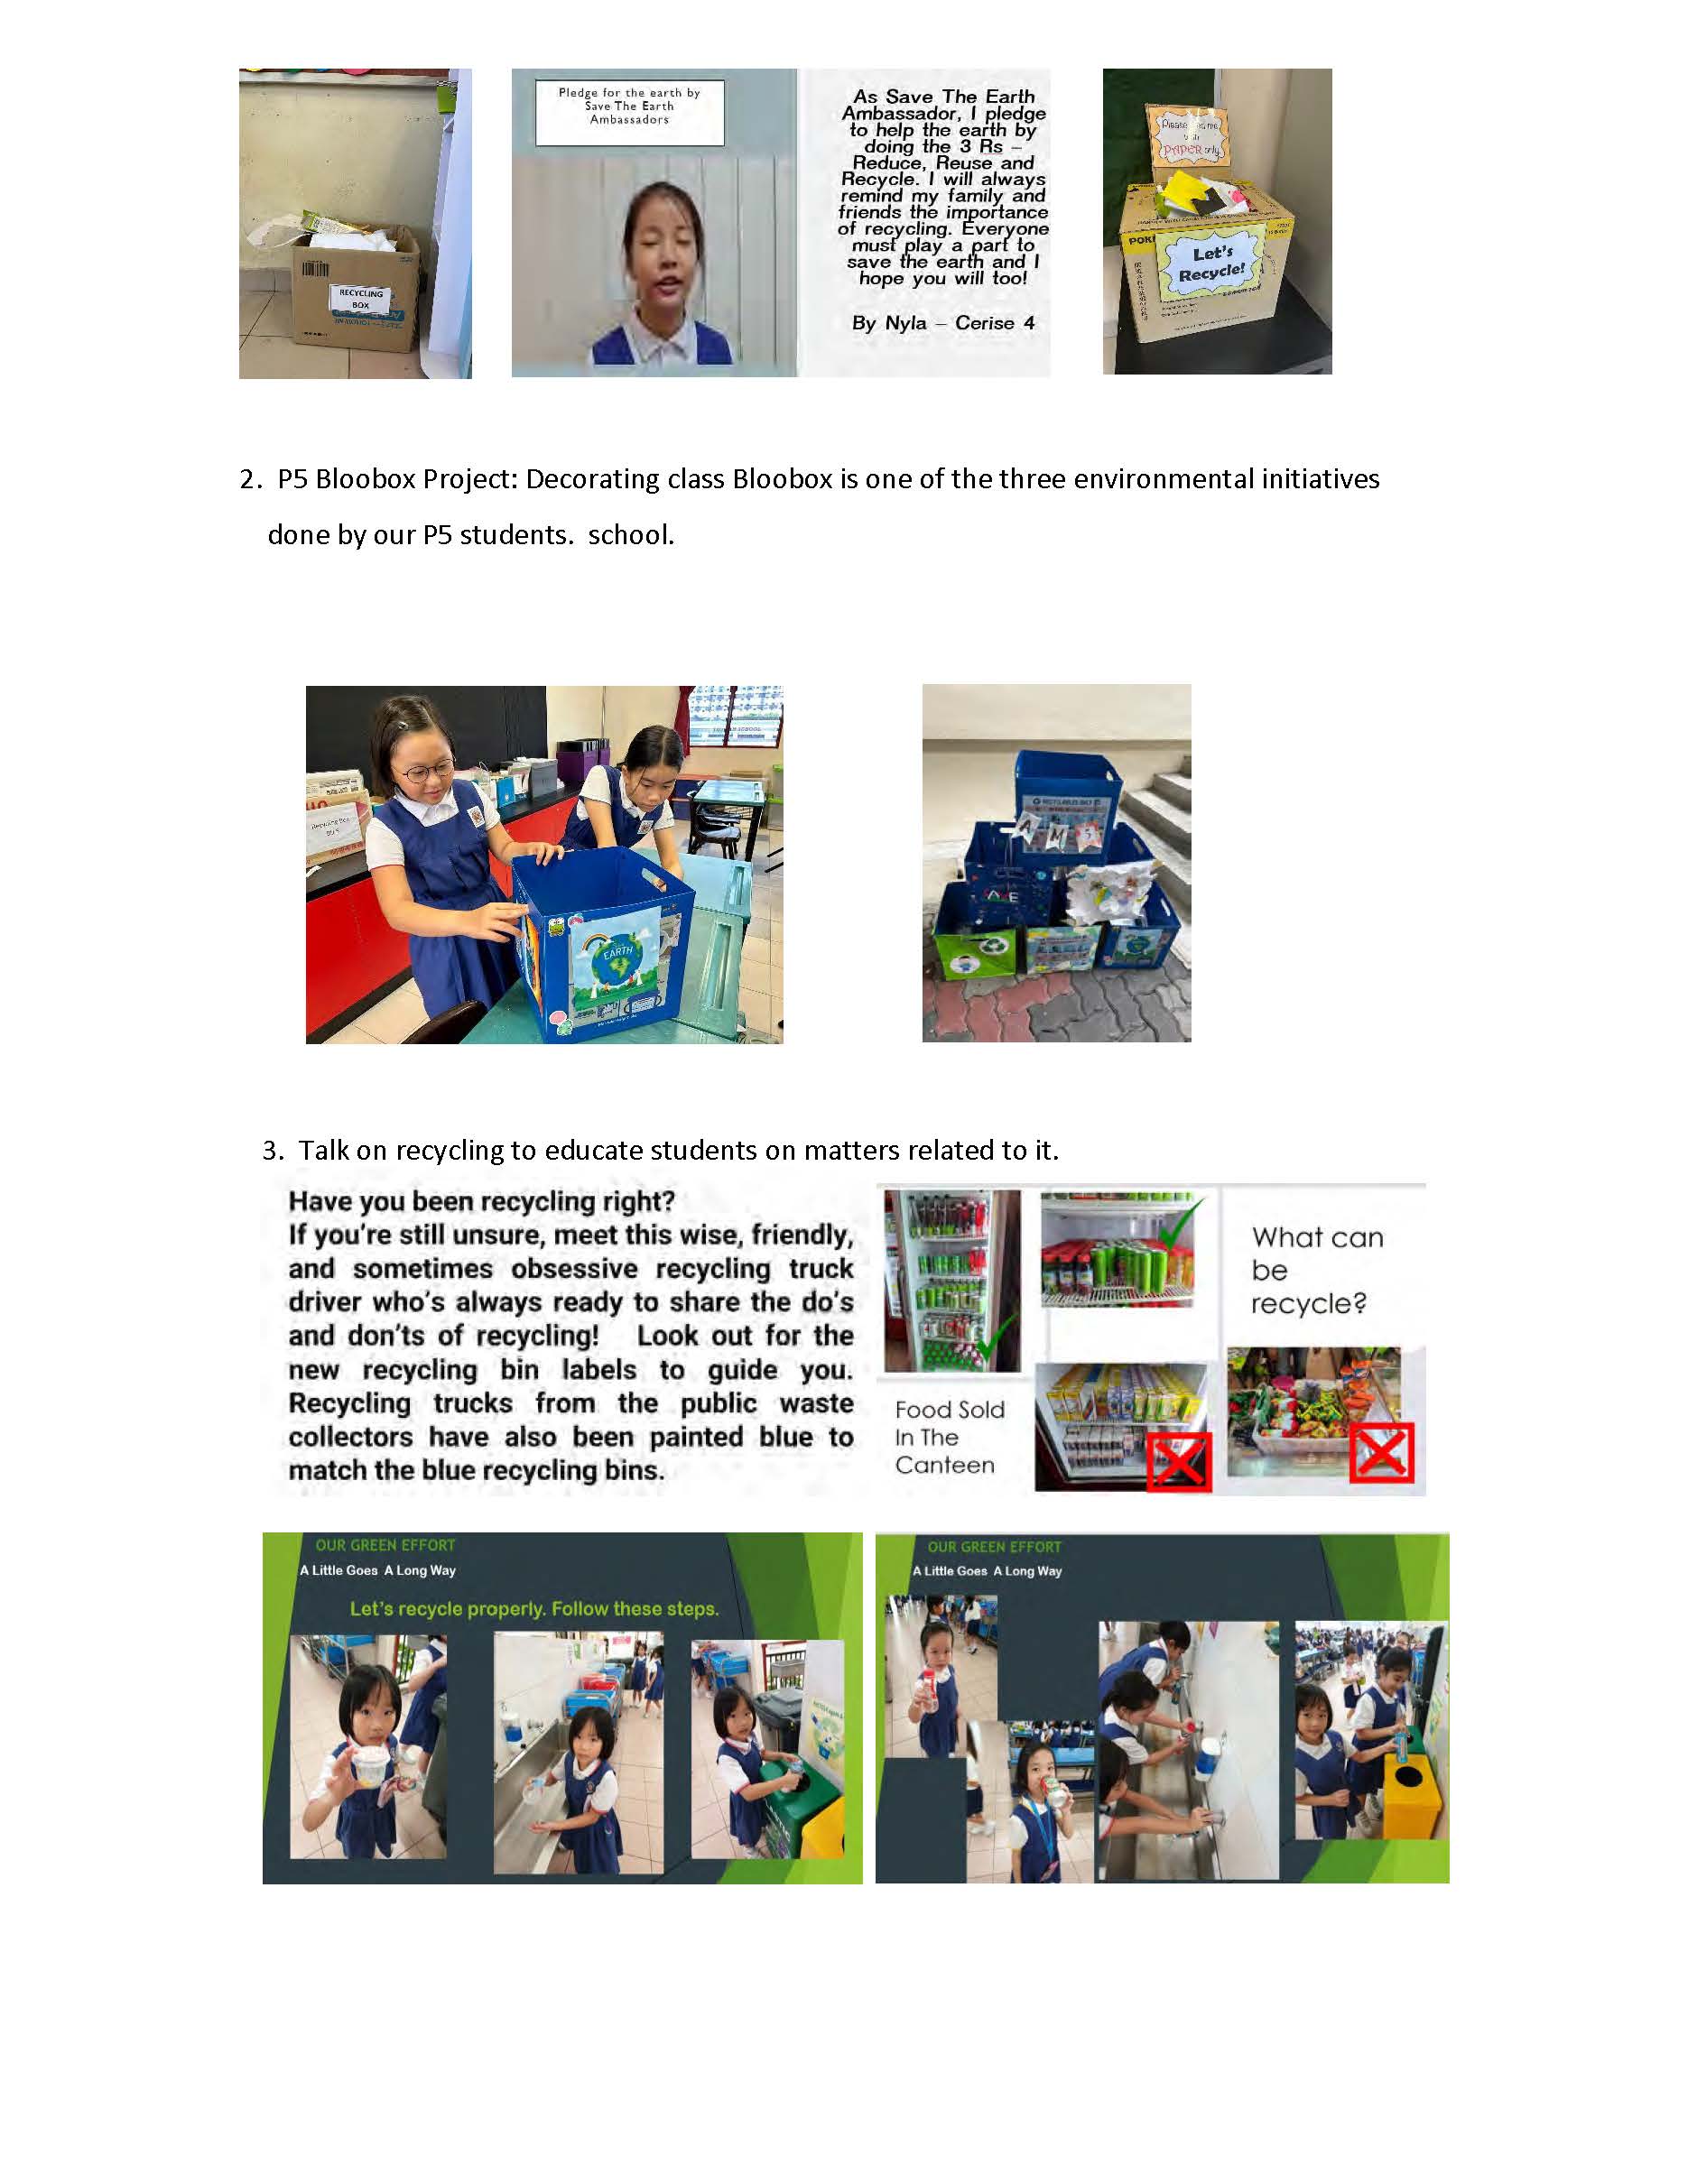 RECYCLING
BOX
Pledge for the earth by
Save The Earth
Ambassadors
As Save The Earth
Ambassador, I pledge
to help the earth by
doing the 3 Rs –
Reduce, Reuse and
Recycle. I will always
remind my family and
friends the importance
of recycling. Everyone
must play a part to
save the earth and I
hope you will too!
By Nyla – Cerise 4
Please me
PAPER only
Let's
Recycle!
2. P5 Bloobox Project: Decorating class Bloobox is one of the three environmental initiatives
done by our P5 students. school.
EARTH
A M 5
3. Talk on recycling to educate students on matters related to it.
Have you been recycling right?
If you're still unsure, meet this wise, friendly,
and sometimes obsessive recycling truck
driver who's always ready to share the do's
and don'ts of recycling! Look out for the
new recycling bin labels to guide you.
Recycling trucks from the public waste
collectors have also been painted blue to
match the blue recycling bins.
What can
be
recycle?
Food Sold
In The
Canteen
OUR GREEN EFFORT
A Little Goes A Long Way
Let's recycle properly. Follow these steps.
OUR GREEN EFFORT
A Little Goes A Long Way